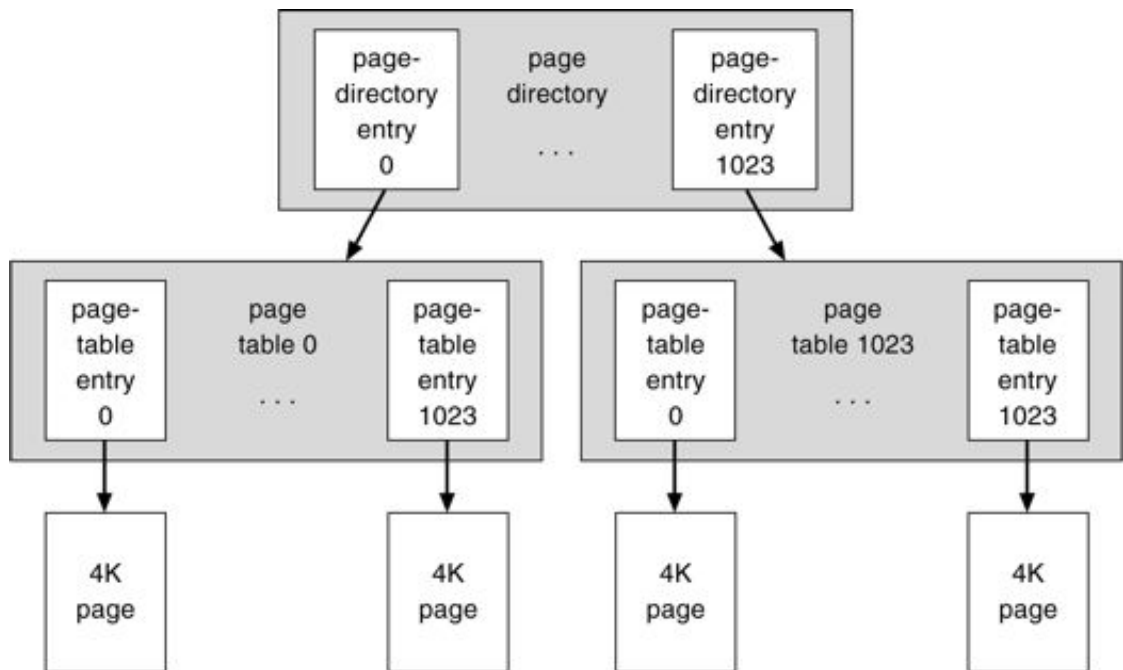 page-
directory
entry
0
page
directory
. . .
page-
directory
entry
1023
page-
table
entry
0
page
table 0
. . .
page-
table
entry
1023
page-
table
entry
0
page
table 1023
. . .
page-
table
entry
1023
4K
page
4K
page
4K
page
4K
page